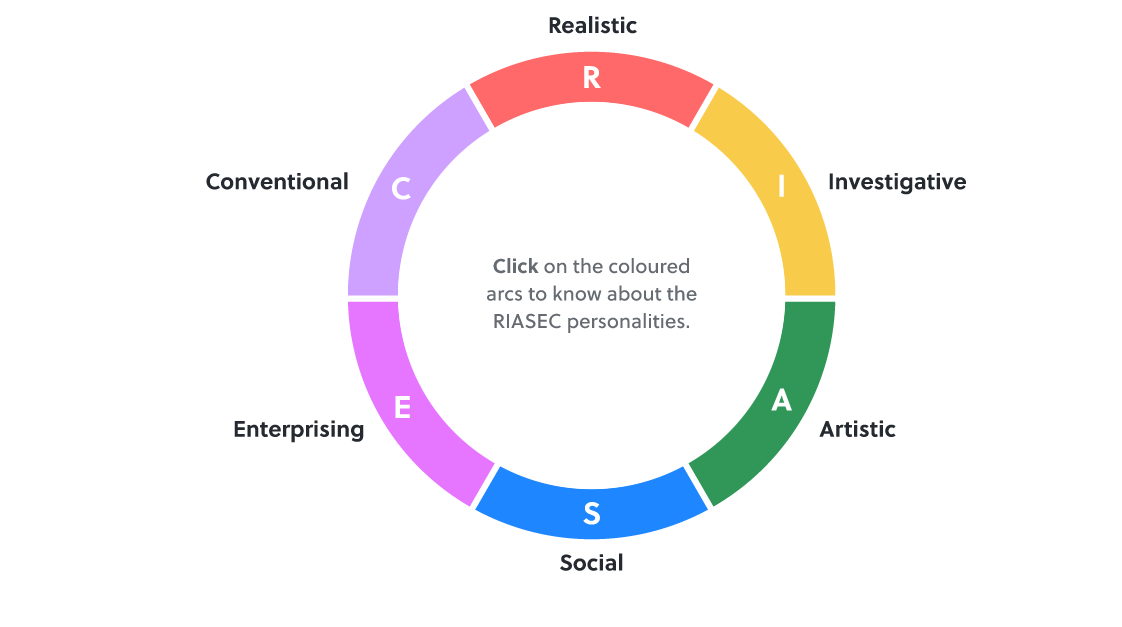 Realistic
R
Conventional
C
I
Investigative
Click on the coloured
arcs to know about the
RIASEC personalities.
E
A
Enterprising
Artistic
S
Social